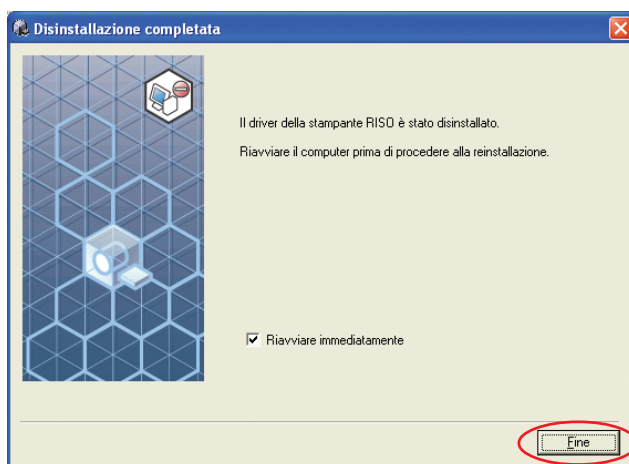 Disinstallazione completata
Il driver della stampante RISO è stato disinstallato.
Riavviare il computer prima di procedere alla reinstallazione.
Riavviare immediatamente
Fine